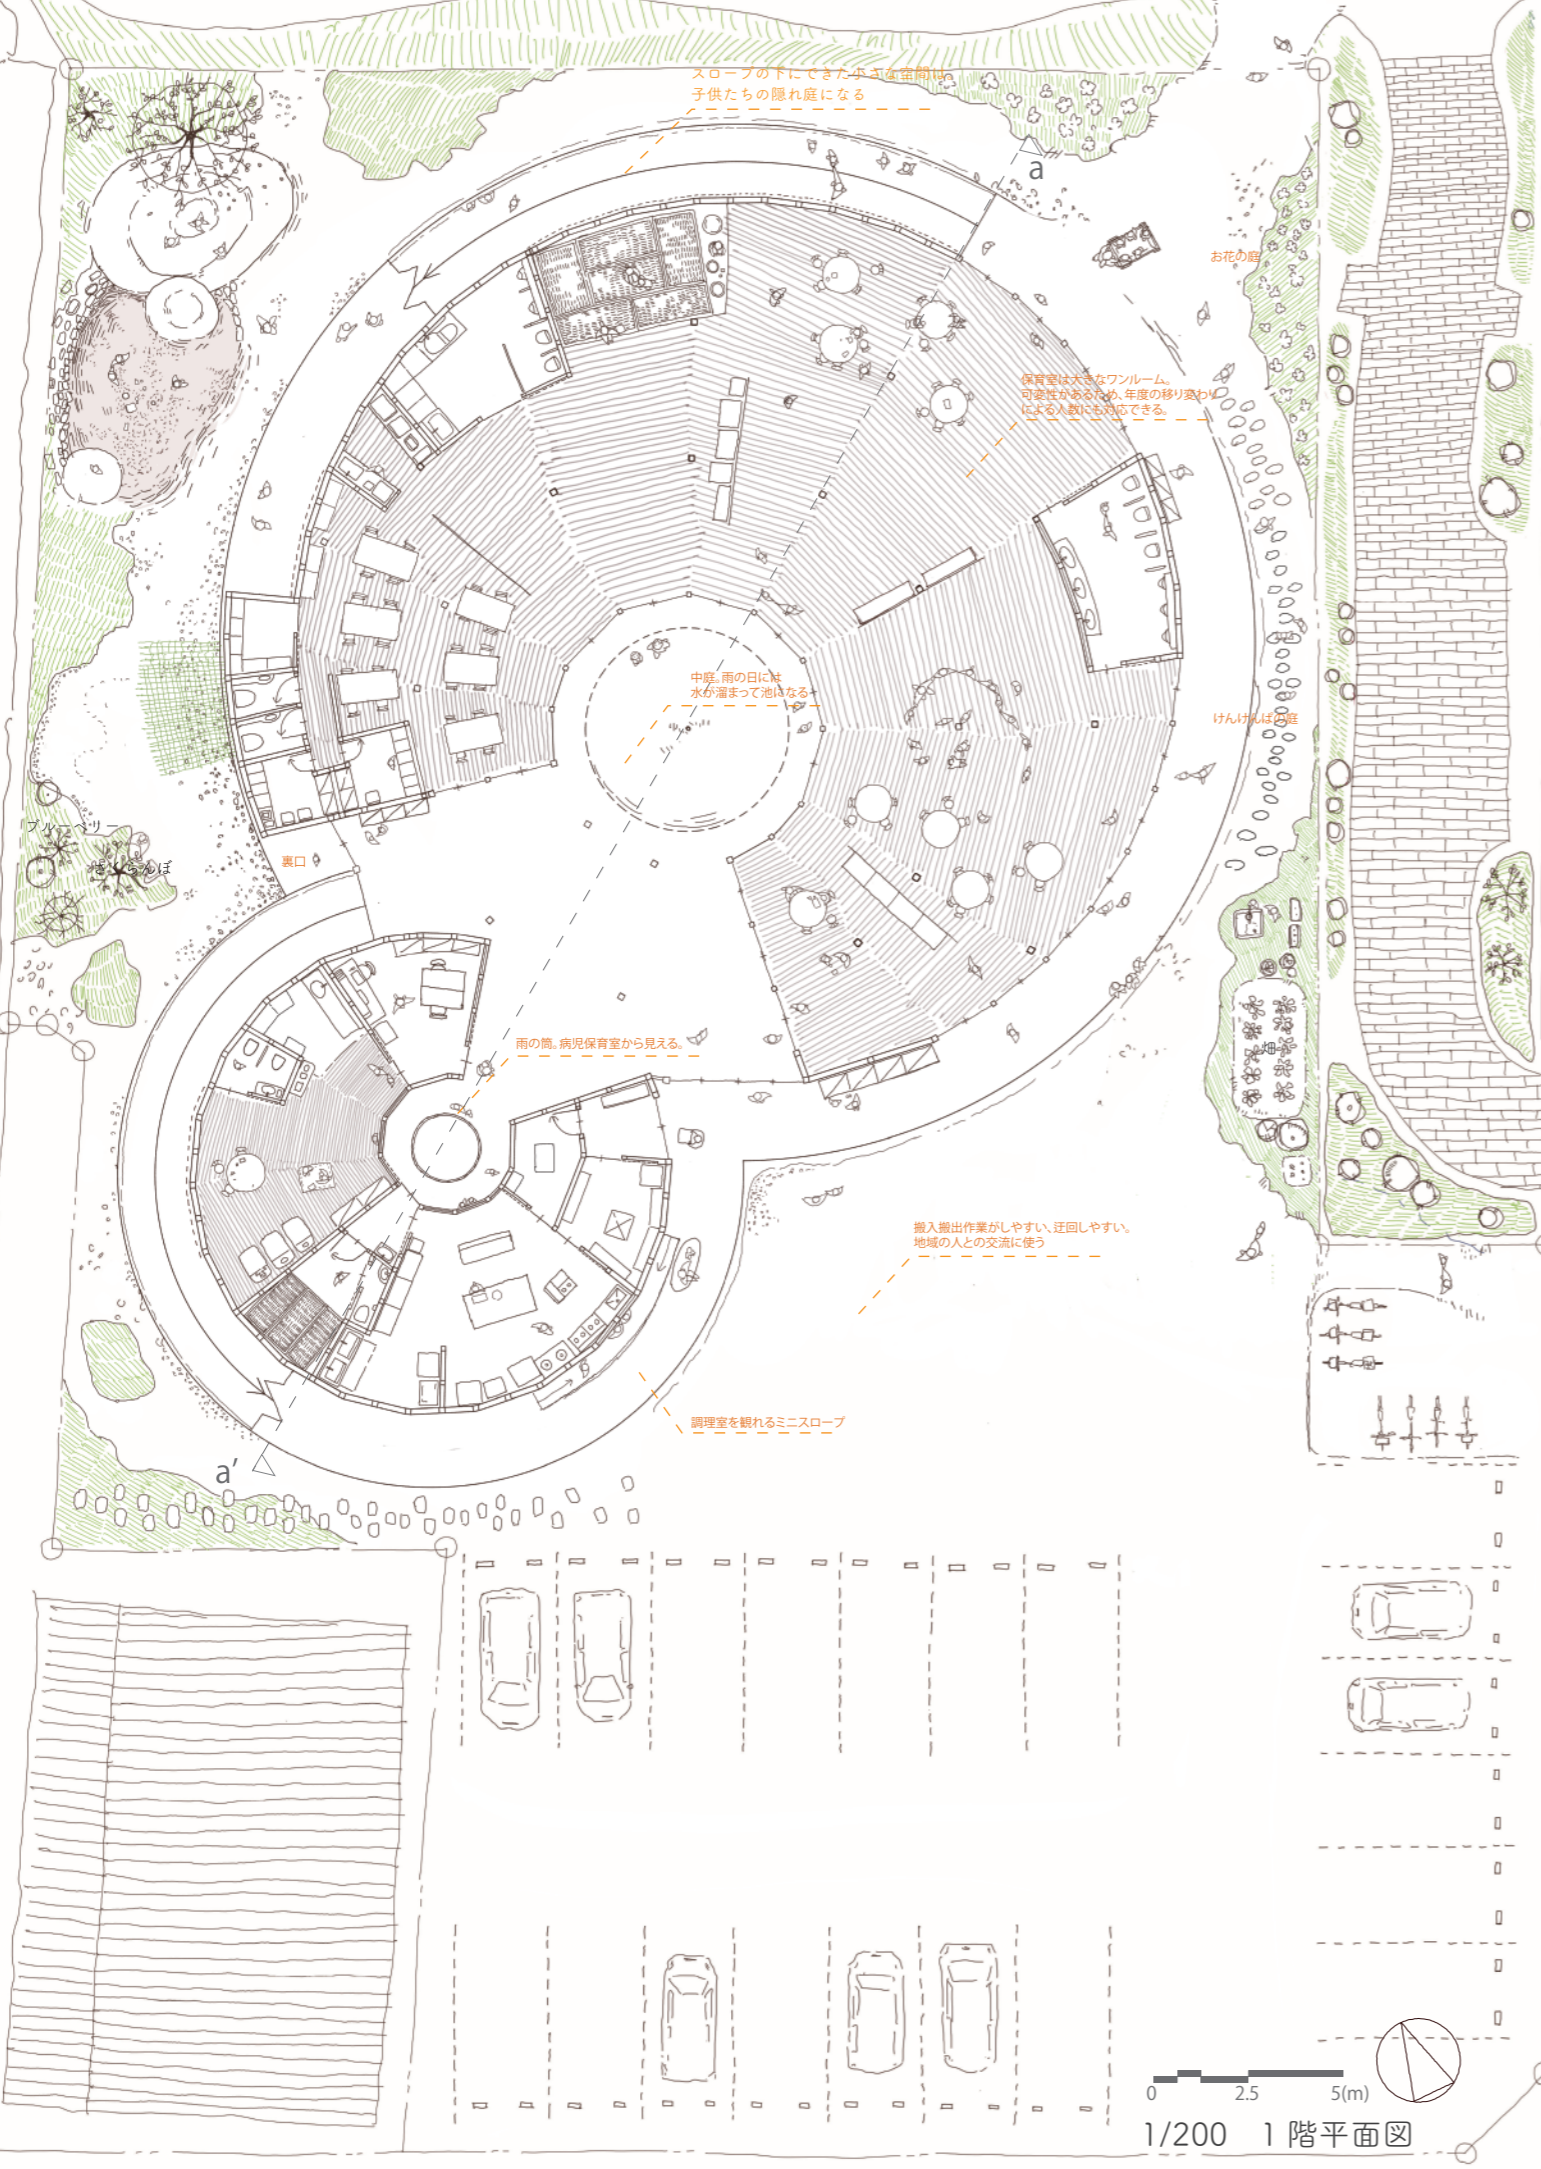 スロープの下にできた小さな空間は
子供たちの隠れ庭になる
a
お花の庭
保育室は大きなワンルーム。
可変性があるため、年度の移り変わり
による人数にも対応できる。
中庭。雨の日には
水が溜まって池になる
けんけんぱの庭
ブルーベリー
さくらんぼ
裏口
雨の筒。病児保育室から見える。
畑
搬入搬出作業がしやすい、迂回しやすい。
地域の人との交流に使う
調理室を観れるミニスロープ
a’
0 2.5 5(m)
1/200 1階平面図